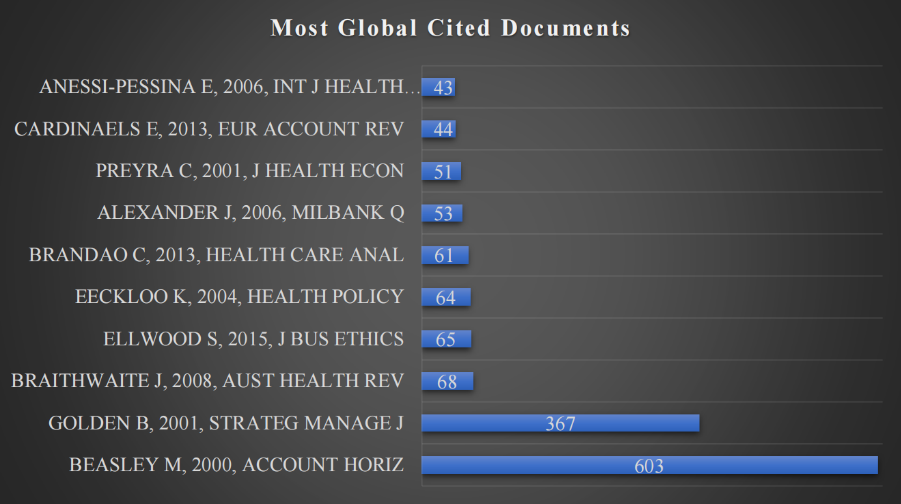 Most Global Cited Documents
ANESSI-PESSINA E, 2006, INT J HEALTH… 43
CARDINAELS E, 2013, EUR ACCOUNT REV 44
PREYRA C, 2001, J HEALTH ECON 51
ALEXANDER J, 2006, MILBANK Q 53
BRANDAO C, 2013, HEALTH CARE ANAL 61
EECKLOO K, 2004, HEALTH POLICY 64
ELLWOOD S, 2015, J BUS ETHICS 65
BRAITHWAITE J, 2008, AUST HEALTH REV 68
GOLDEN B, 2001, STRATEG MANAGE J 367
BEASLEY M, 2000, ACCOUNT HORIZ 603